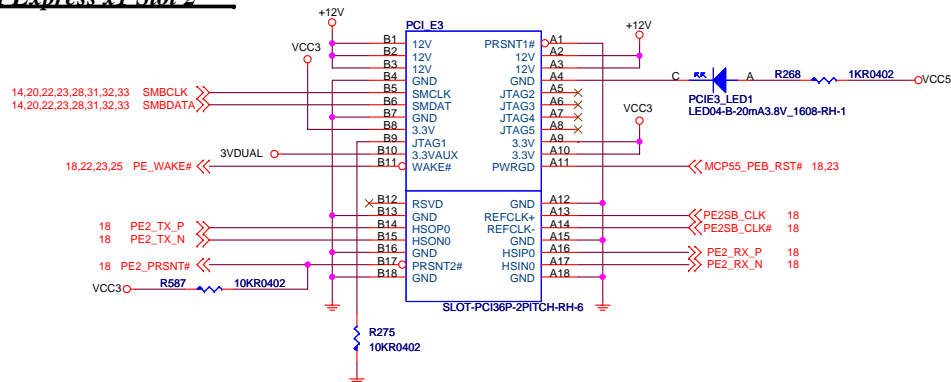 Express x1 Slot 2
+12V
VCC3
PCI_E3
+12V
B1 12V PRSNT1# A1
B2 12V 12V A2
B3 12V 12V A3
B4 GND GND A4
C A R268 1KR0402 VCC5
PCIE3_LED1
LED04-B-20mA3.8V_1608-RH-1
14,20,22,23,28,31,32,33 SMBCLK B5 SMCLK JTAG2 A5
14,20,22,23,28,31,32,33 SMBDATA B6 SMDAT JTAG3 A6
B7 GND JTAG4 A7
B8 3.3V JTAG5 A8
VCC3
B9 JTAG1 3.3V A9
3VDUAL B10 3.3VAUX 3.3V A10
18,22,23,25 PE_WAKE# B11 WAKE# PWRGD A11 MCP55_PEB_RST# 18,23
B12 RSVD GND A12
B13 GND REFCLK+ A13 PE2SB_CLK 18
18 PE2_TX_P B14 HSOP0 REFCLK- A14 PE2SB_CLK# 18
18 PE2_TX_N B15 HSON0 GND A15
B16 GND HSIP0 A16 PE2_RX_P 18
18 PE2_PRSNT# B17 PRSNT2# HSIN0 A17 PE2_RX_N 18
B18 GND GND A18
VCC3 R587 10KR0402
SLOT-PCI36P-2PITCH-RH-6
R275
10KR0402